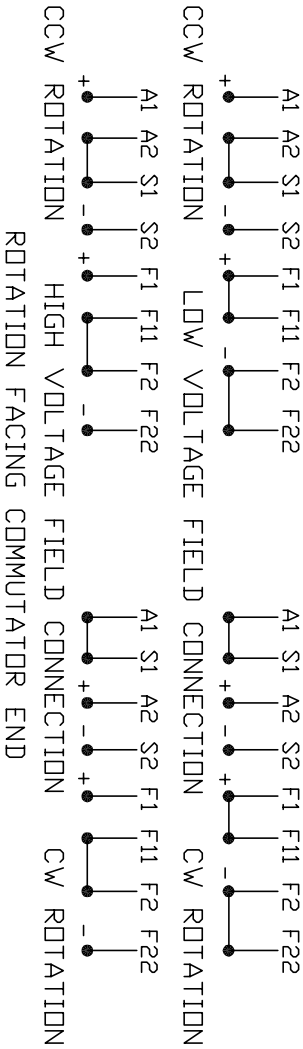 A1 A2 S1 S2 F1 F11 F2 F22 A1 S1 A2 S2 F1 F11 F2 F22
+ - + - + - + -
CCW ROTATION LOW VOLTAGE FIELD CONNECTION CW ROTATION
A1 A2 S1 S2 F1 F11 F2 F22 A1 S1 A2 S2 F1 F11 F2 F22
+ - + - + - + -
CCW ROTATION HIGH VOLTAGE FIELD CONNECTION CW ROTATION
ROTATION FACING COMMUTATOR END